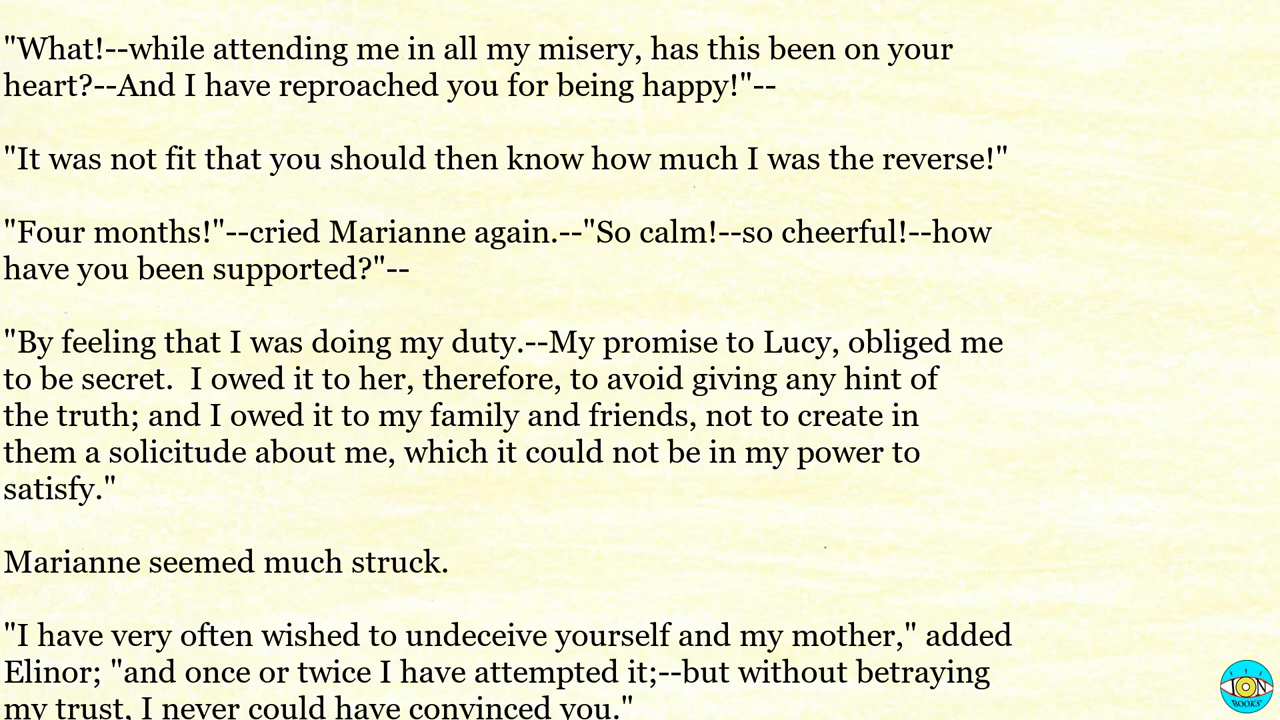 "What!--while attending me in all my misery, has this been on your
heart?--And I have reproached you for being happy!"--
"It was not fit that you should then know how much I was the reverse!"
"Four months!"--cried Marianne again.--"So calm!--so cheerful!--how
have you been supported?"--
"By feeling that I was doing my duty.--My promise to Lucy, obliged me
to be secret.  I owed it to her, therefore, to avoid giving any hint of
the truth; and I owed it to my family and friends, not to create in
them a solicitude about me, which it could not be in my power to
satisfy."
Marianne seemed much struck.
"I have very often wished to undeceive yourself and my mother," added
Elinor; "and once or twice I have attempted it;--but without betraying
my trust, I never could have convinced you."
ION
BOOKS